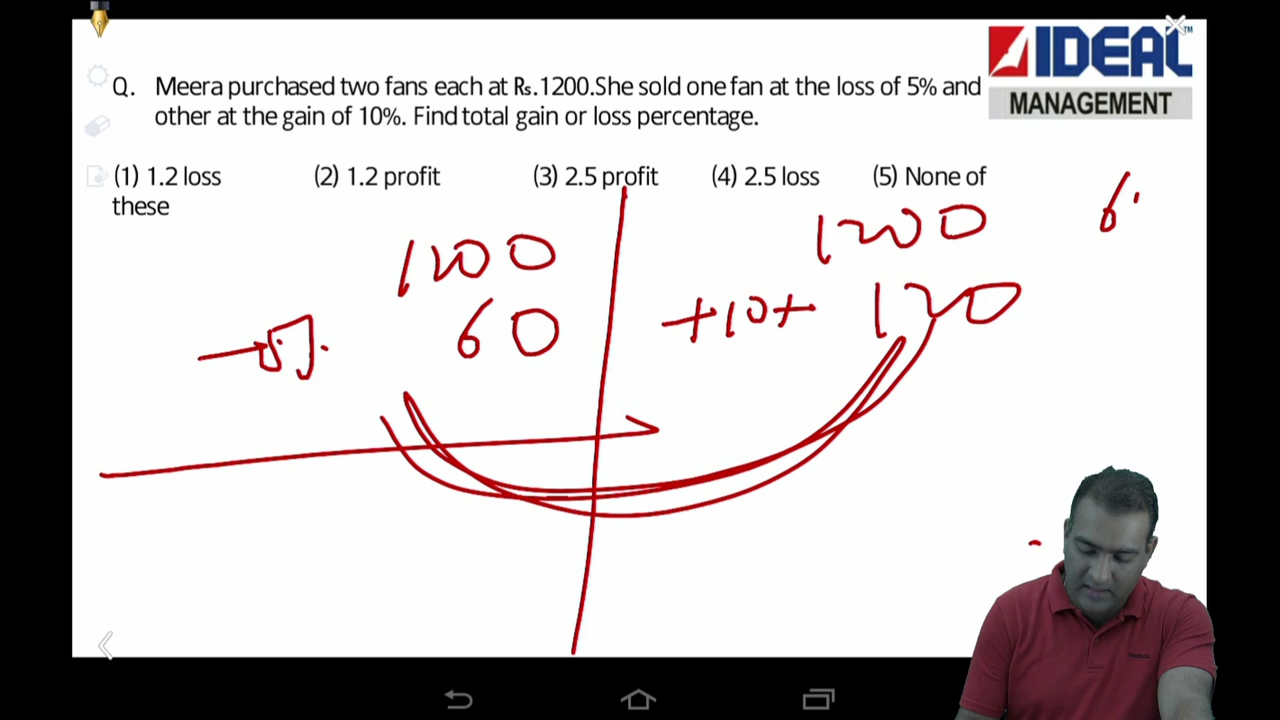 IDEAL™
MANAGEMENT
Q. Meera purchased two fans each at Rs.1200.She sold one fan at the loss of 5% and
other at the gain of 10%. Find total gain or loss percentage.
(1) 1.2 loss (2) 1.2 profit (3) 2.5 profit (4) 2.5 loss (5) None of
these
1200 1200 6
60 +10+ 120
5%